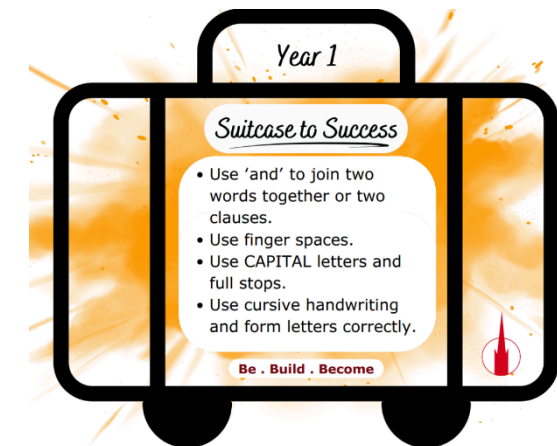 Year 1
Suitcase to Success
• Use ‘and’ to join two
words together or two
clauses.
• Use finger spaces.
• Use CAPITAL letters and
full stops.
• Use cursive handwriting
and form letters correctly.
Be . Build . Become